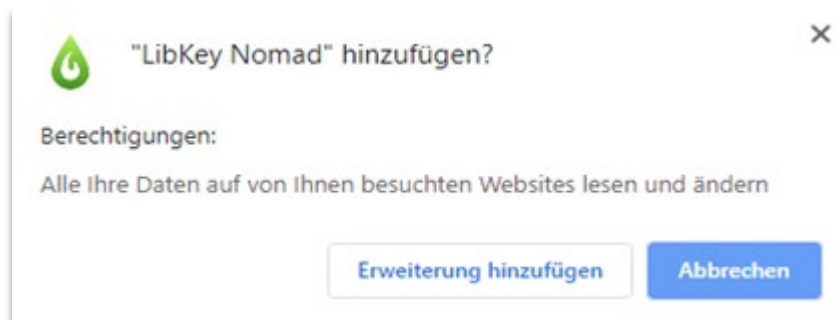 "LibKey Nomad" hinzufügen?
Berechtigungen:
Alle Ihre Daten auf von Ihnen besuchten Websites lesen und ändern
Erweiterung hinzufügen
Abbrechen